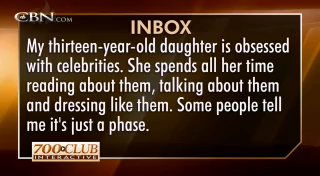 CBN.com
INBOX
My thirteen-year-old daughter is obsessed
with celebrities. She spends all her time
reading about them, talking about them
and dressing like them. Some people tell
me it's just a phase.
700 CLUB
INTERACTIVE